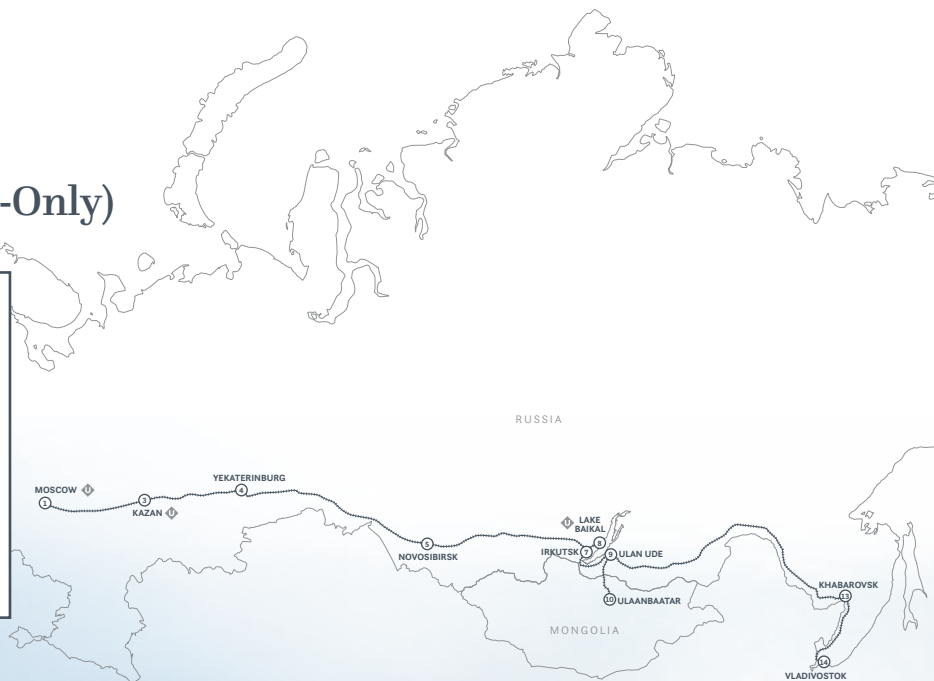 -Only)
RUSSIA
YEKATERINBURG
4
MOSCOW U
1
3
KAZAN U
5
NOVOSIBIRSK
U LAKE
BAIKAL
8
IRKUTSK 7
9 ULAN UDE
10 ULAANBAATAR
MONGOLIA
KHABAROVSK
13
14
VLADIVOSTOK